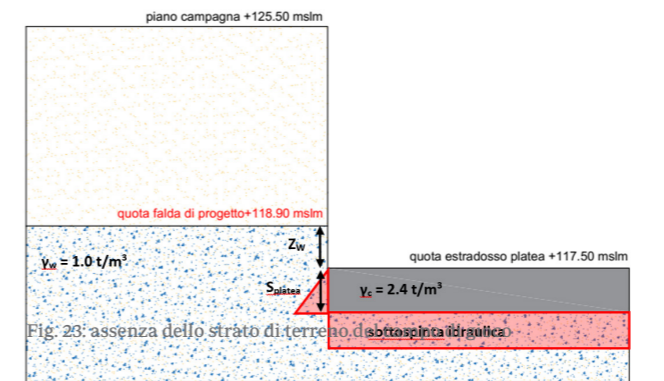 piano campagna +125.50 mslm
quota falda di progetto+118.90 mslm
Zw
quota estradosso platea +117.50 mslm
γw = 1.0 t/m³
Splatea
γc = 2.4 t/m³
Fig. 23: assenza dello strato di terreno
sottospinta idraulica